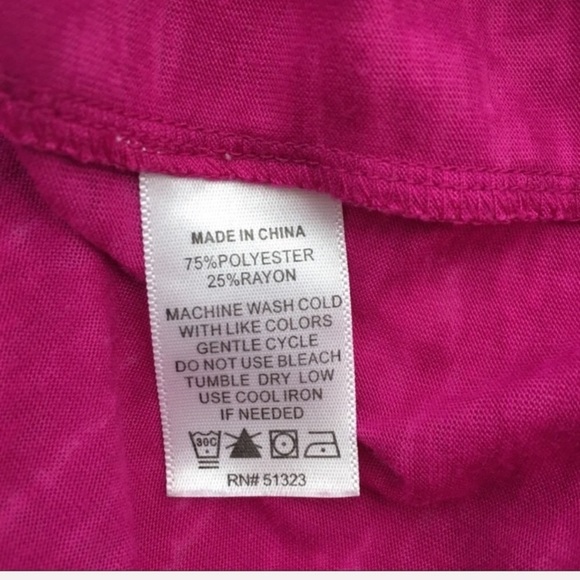 MADE IN CHINA
75%POLYESTER
25%RAYON
MACHINE WASH COLD
WITH LIKE COLORS
GENTLE CYCLE
DO NOT USE BLEACH
TUMBLE DRY LOW
USE COOL IRON
IF NEEDED
30C
RN# 51323